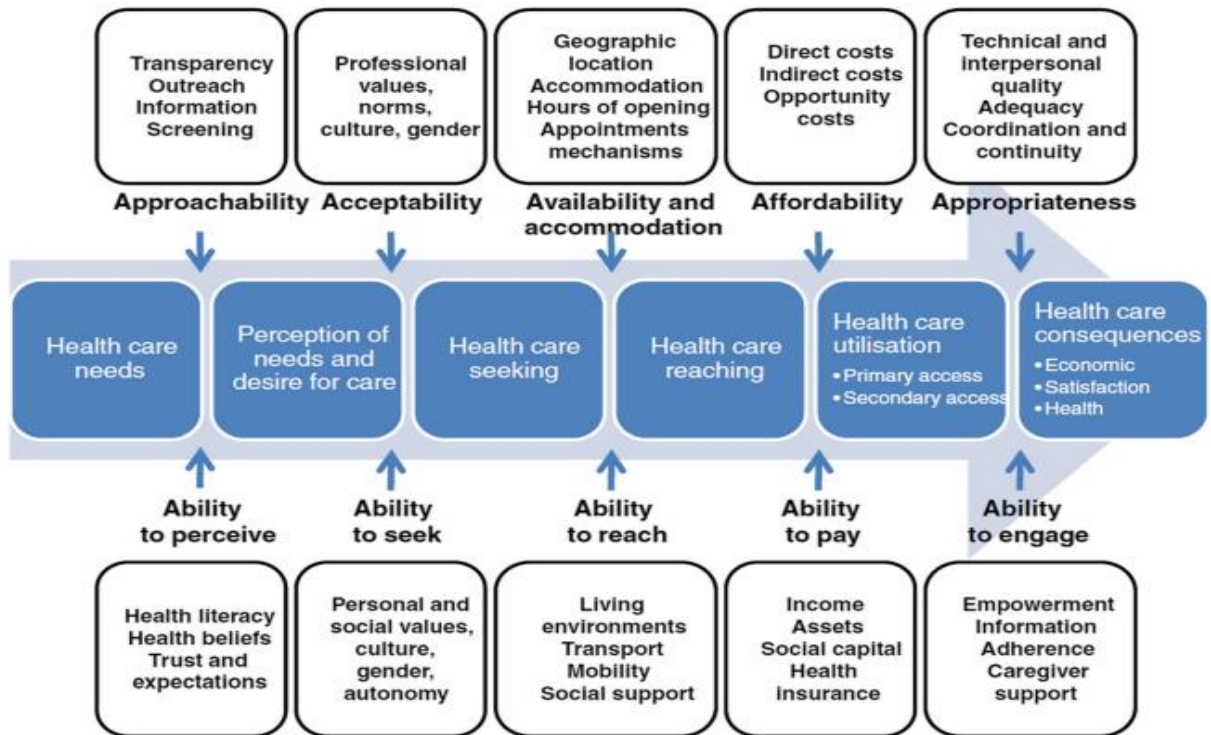 Transparency
Outreach
Information
Screening
Professional
values,
norms,
culture, gender
Geographic
location
Accommodation
Hours of opening
Appointments
mechanisms
Direct costs
Indirect costs
Opportunity
costs
Technical and
interpersonal
quality
Adequacy
Coordination and
continuity
Approachability
Acceptability
Availability and
accommodation
Affordability
Appropriateness
Health care
needs
Perception of
needs and
desire for care
Health care
seeking
Health care
reaching
Health care
utilisation
• Primary access
• Secondary access
Health care
consequences
• Economic
• Satisfaction
• Health
Ability
to perceive
Ability
to seek
Ability
to reach
Ability
to pay
Ability
to engage
Health literacy
Health beliefs
Trust and
expectations
Personal and
social values,
culture,
gender,
autonomy
Living
environments
Transport
Mobility
Social support
Income
Assets
Social capital
Health
insurance
Empowerment
Information
Adherence
Caregiver
support